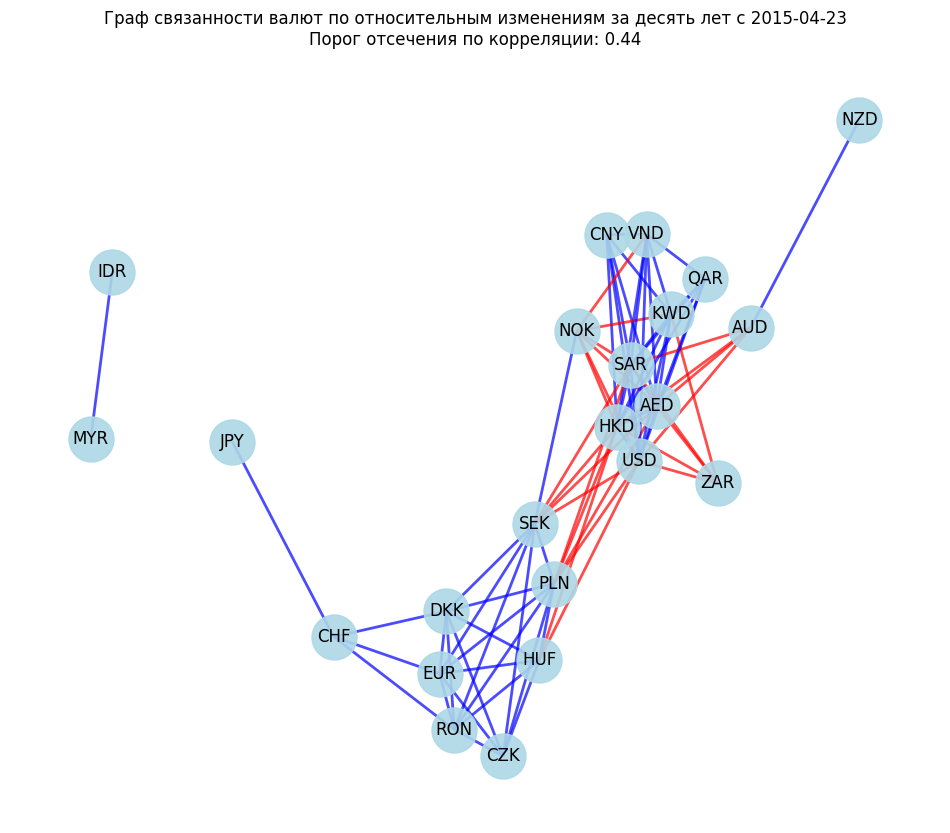 Граф связанности валют по относительным изменениям за десять лет с 2015-04-23
Порог отсечения по корреляции: 0.44
NZD
CNY
VND
IDR
QAR
KWD
NOK
AUD
SAR
AED
HKD
MYR
JPY
USD
ZAR
SEK
PLN
DKK
CHF
HUF
EUR
RON
CZK